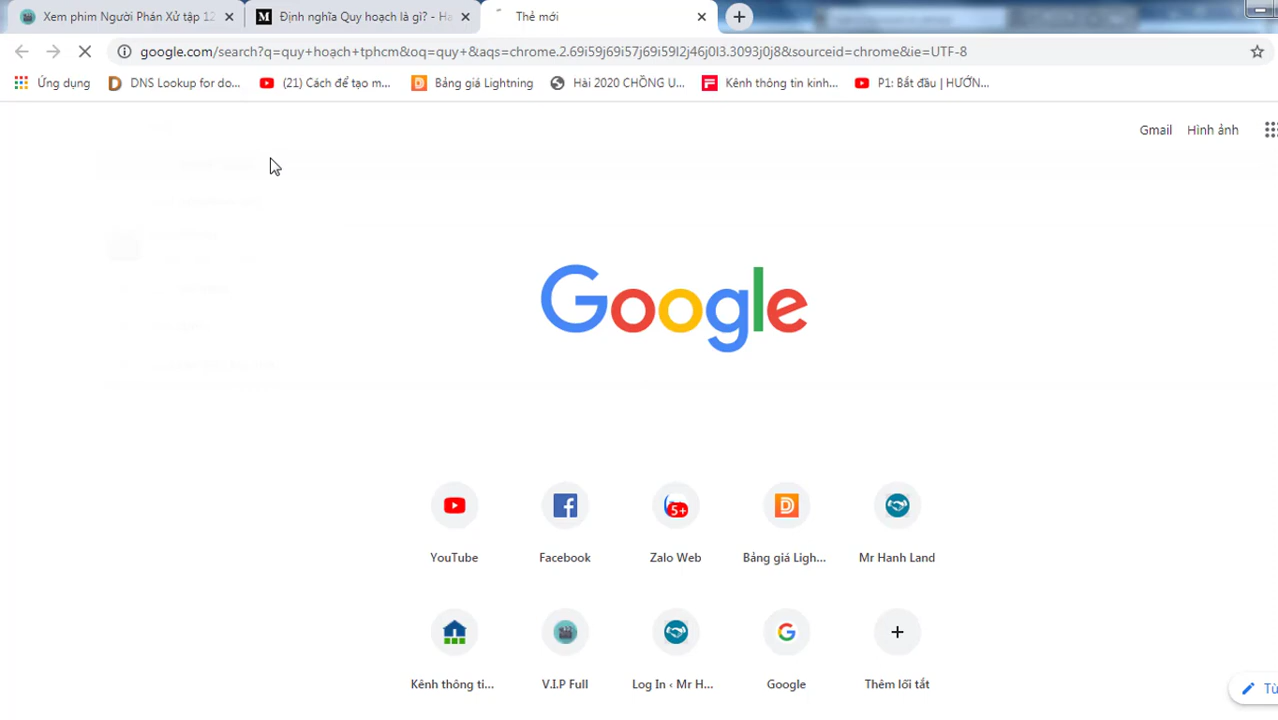 Xem phim Người Phán Xử tập 12
Định nghĩa Quy hoạch là gì? - Ha
Thẻ mới
google.com/search?q=quy+hoạch+tphcm&oq=quy+&aqs=chrome.2.69i59j69i57j69i59l2j46j0l3.3093j0j8&sourceid=chrome&ie=UTF-8
Ứng dụng
DNS Lookup for do...
(21) Cách để tạo m...
Bảng giá Lightning
Hài 2020 CHỒNG U...
Kênh thông tin kinh...
P1: Bắt đầu | HƯỚN...
Gmail
Hình ảnh
Google
YouTube
Facebook
5+
Zalo Web
Bảng giá Ligh...
Mr Hanh Land
Kênh thông ti...
V.I.P Full
Log In ‹ Mr H...
Google
Thêm lối tắt
Tù